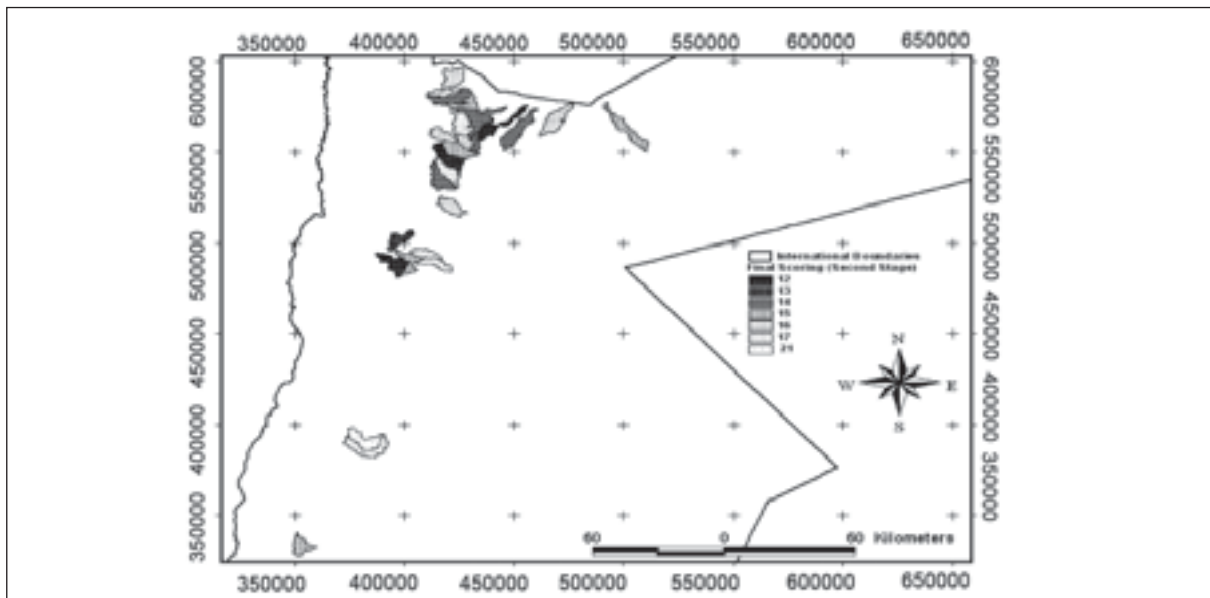 350000 400000 450000 500000 550000 600000 650000
600000
550000
500000
450000
400000
350000
600000
550000
500000
450000
400000
350000
International Boundaries
Final Scoring (Second Stage)
12
13
14
15
16
17
21
N
W E
S
60 0 60 Kilometers
350000 400000 450000 500000 550000 600000 650000